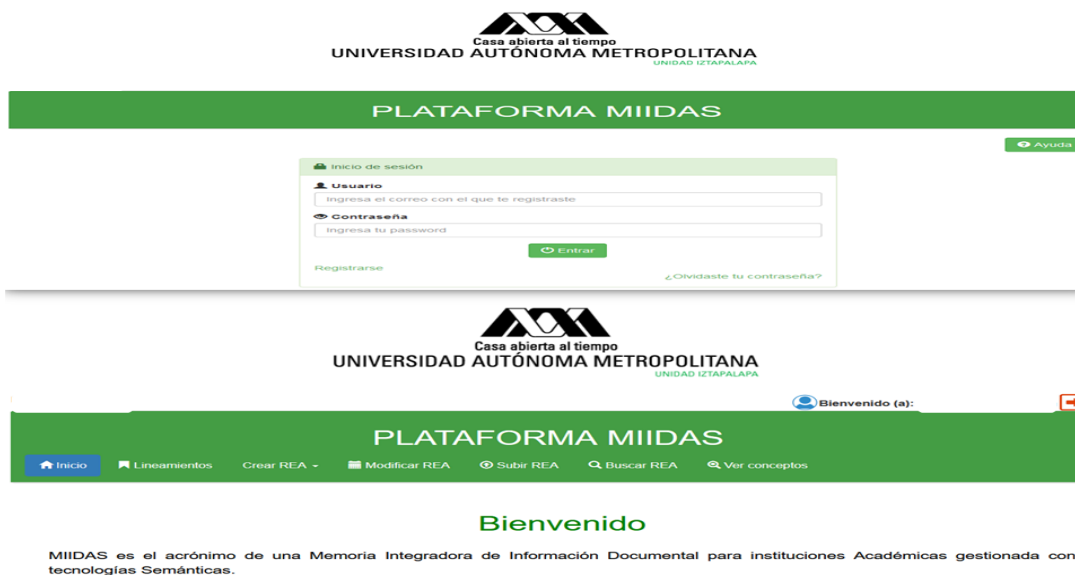 Casa abierta al tiempo
UNIVERSIDAD AUTÓNOMA METROPOLITANA
UNIDAD IZTAPALAPA
PLATAFORMA MIIDAS
Ayuda
Inicio de sesión
Usuario
Ingresa el correo con el que te registraste
Contraseña
Ingresa tu password
Entrar
Registrarse
¿Olvidaste tu contraseña?
Casa abierta al tiempo
UNIVERSIDAD AUTÓNOMA METROPOLITANA
UNIDAD IZTAPALAPA
Bienvenido (a):
PLATAFORMA MIIDAS
Inicio Lineamientos Crear REA Modificar REA Subir REA Buscar REA Ver conceptos
Bienvenido
MIIDAS es el acrónimo de una Memoria Integradora de Información Documental para instituciones Académicas gestionada con
tecnologías Semánticas.